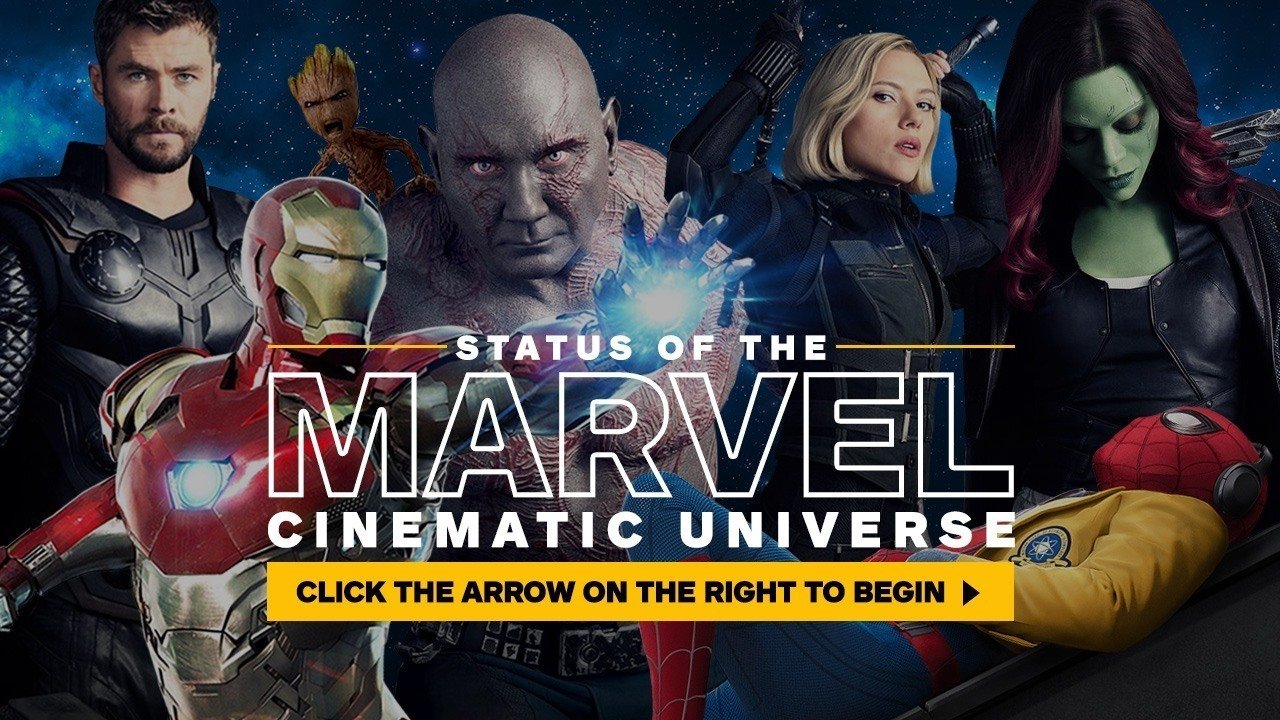 STATUS OF THE
MARVEL
CINEMATIC UNIVERSE
CLICK THE ARROW ON THE RIGHT TO BEGIN